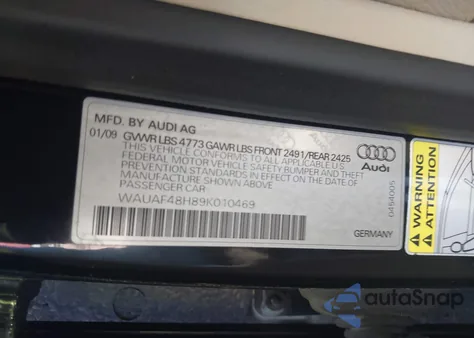 MFD. BY AUDI AG
01/09 GVWR LBS 4773 GAWR LBS FRONT 2491/REAR 2425
THIS VEHICLE CONFORMS TO ALL APPLICABLE U.S.
FEDERAL MOTOR VEHICLE SAFETY BUMPER AND THEFT
STANDARDS IN EFFECT ON THE DATE OF
MANUFACTURE SHOWN ABOVE
PASSENGER CAR
WAUAF48H89K010469
Audi
0454005
GERMANY
WARNING
ATTENTION
autoSnap